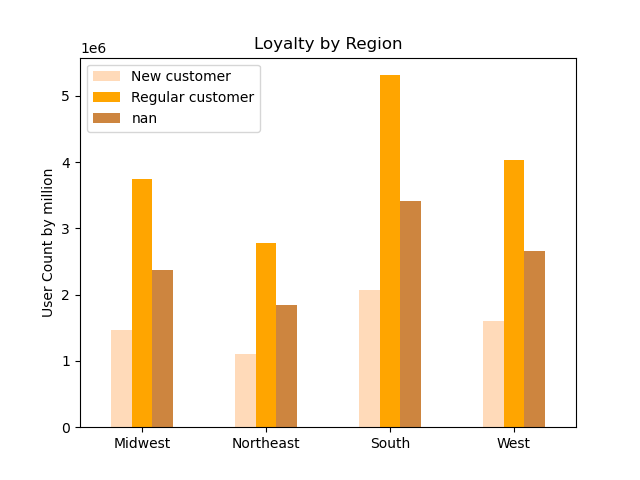 Loyalty by Region
1e6
New customer
Regular customer
nan
User Count by million
5
4
3
2
1
0
Midwest Northeast South West